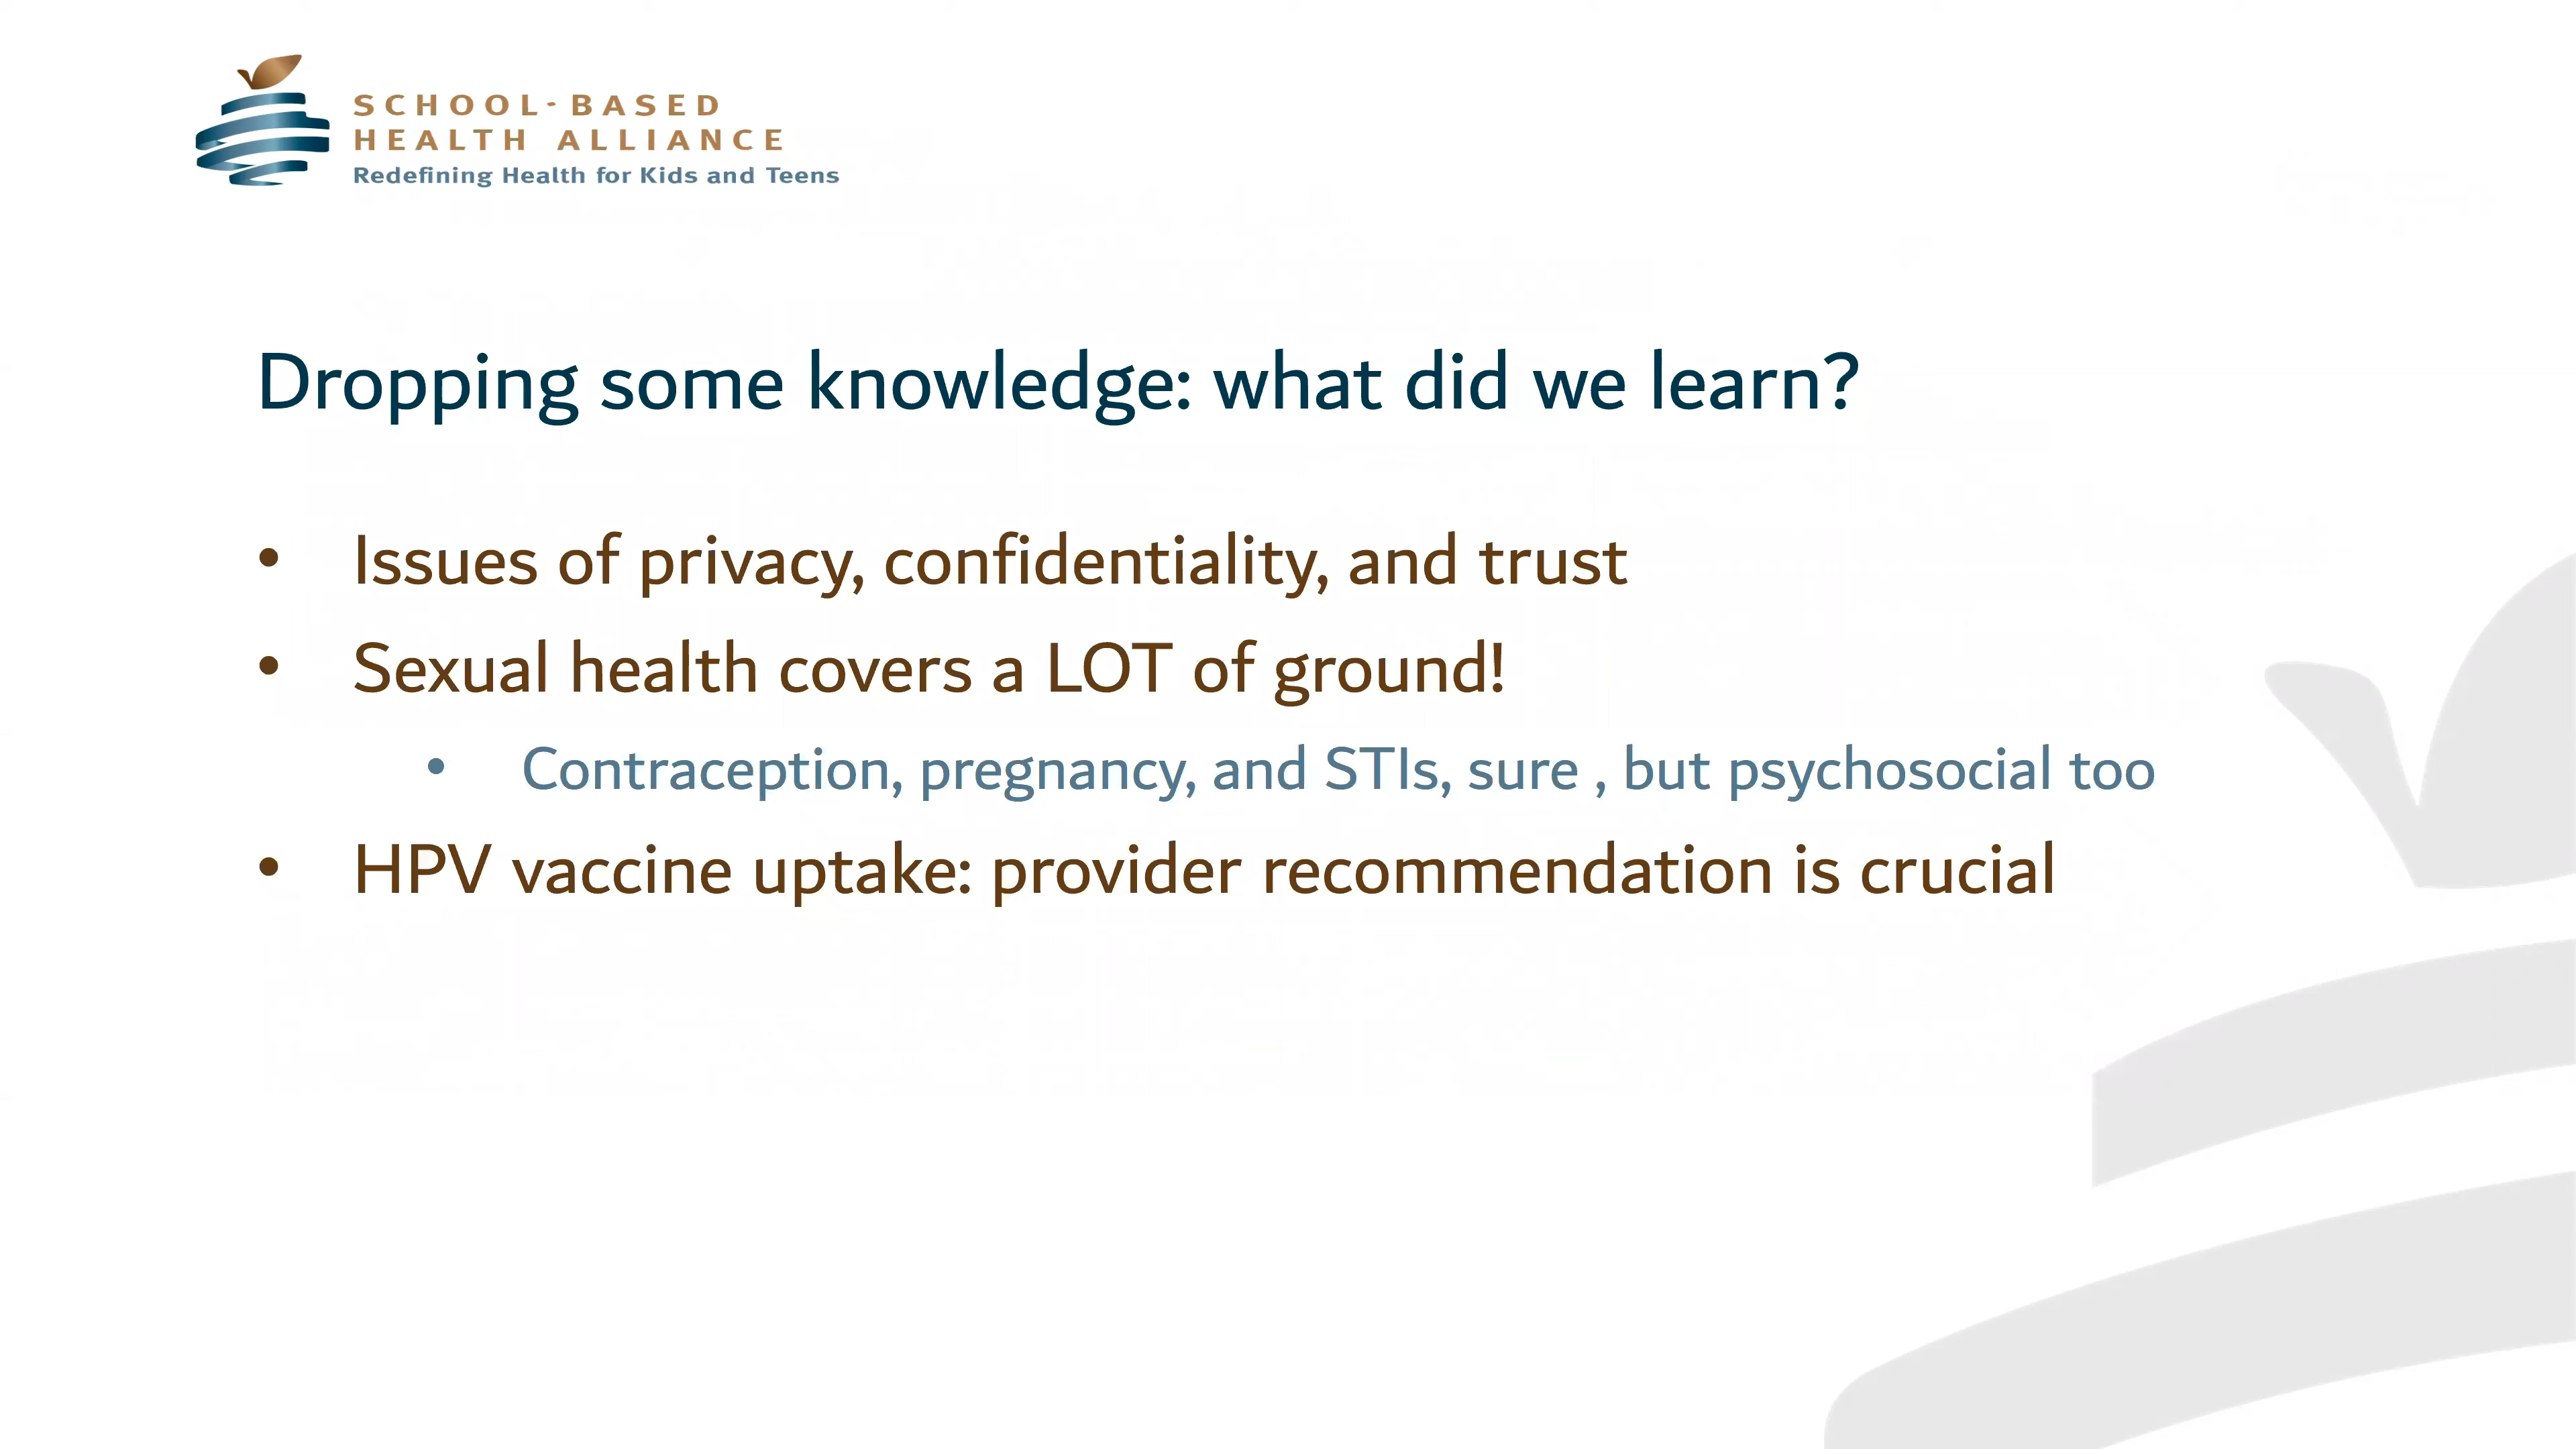 SCHOOL-BASED
HEALTH ALLIANCE
Redefining Health for Kids and Teens
Dropping some knowledge: what did we learn?
• Issues of privacy, confidentiality, and trust
• Sexual health covers a LOT of ground!
• Contraception, pregnancy, and STIs, sure , but psychosocial too
• HPV vaccine uptake: provider recommendation is crucial